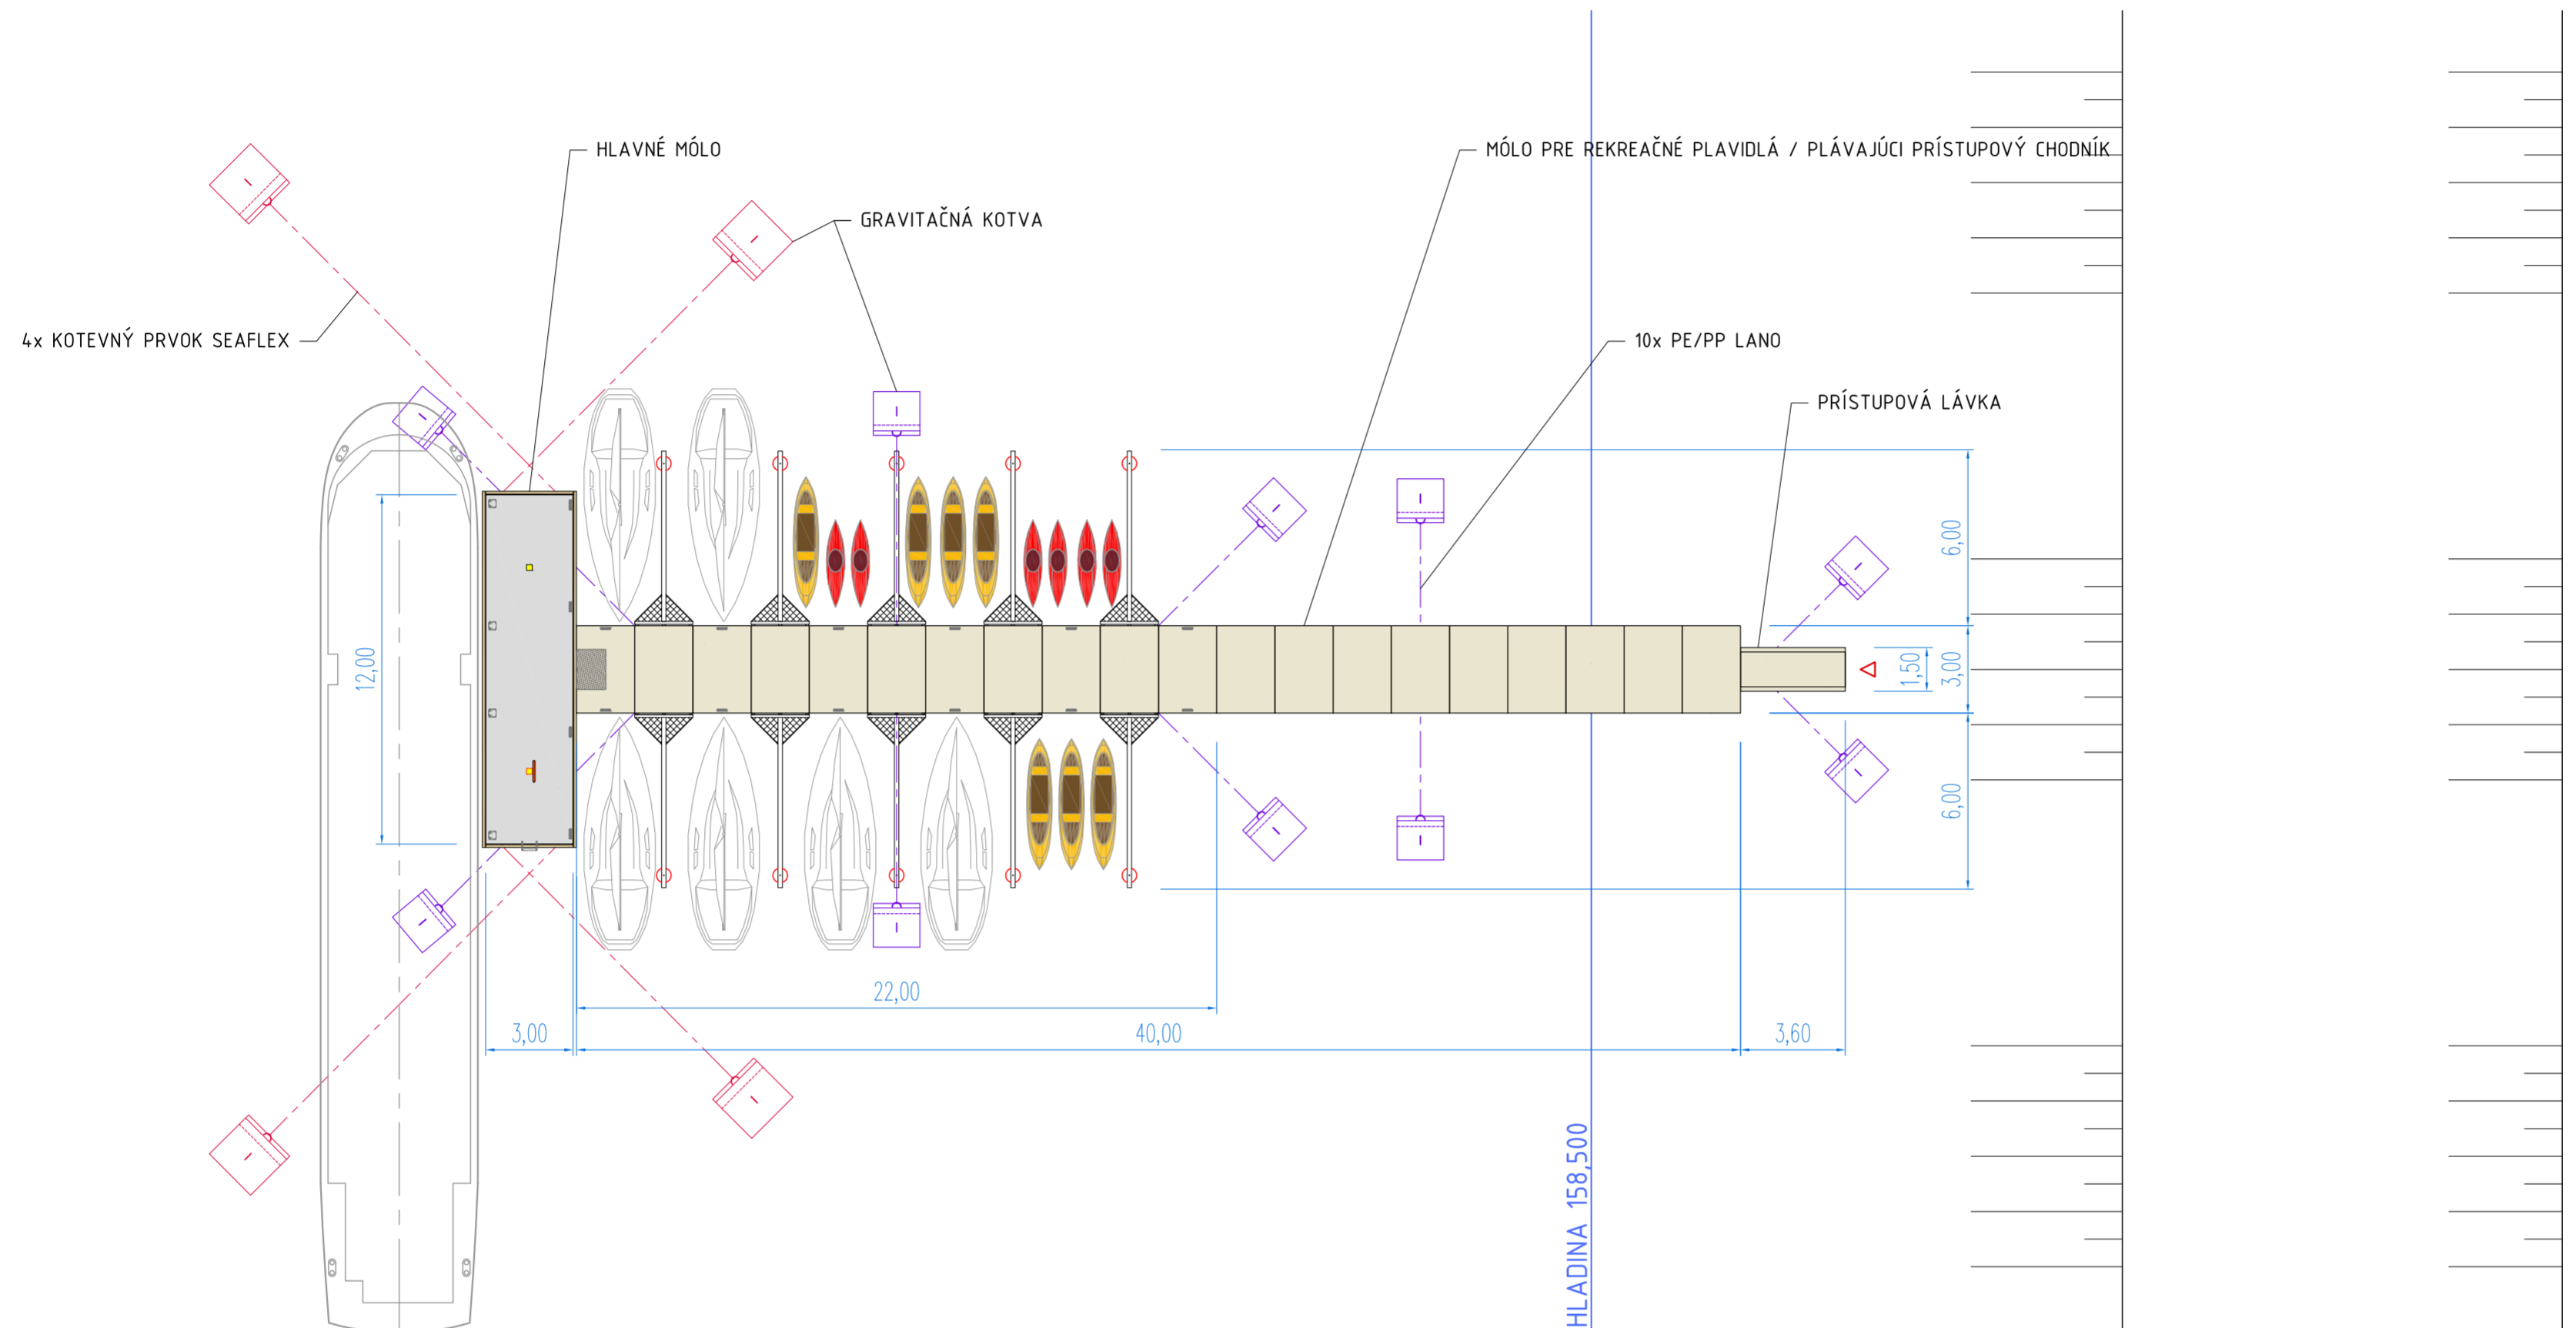 HLAVNÉ MÓLO
MÓLO PRE REKREAČNÉ PLAVIDLÁ / PLÁVAJÚCI PRÍSTUPOVÝ CHODNÍK
GRAVITAČNÁ KOTVA
4x KOTEVNÝ PRVOK SEAFLEX
10x PE/PP LANO
PRÍSTUPOVÁ LÁVKA
6,00
12,00
1,50
3,00
6,00
22,00
3,00
40,00
3,60
HLADINA 158,500